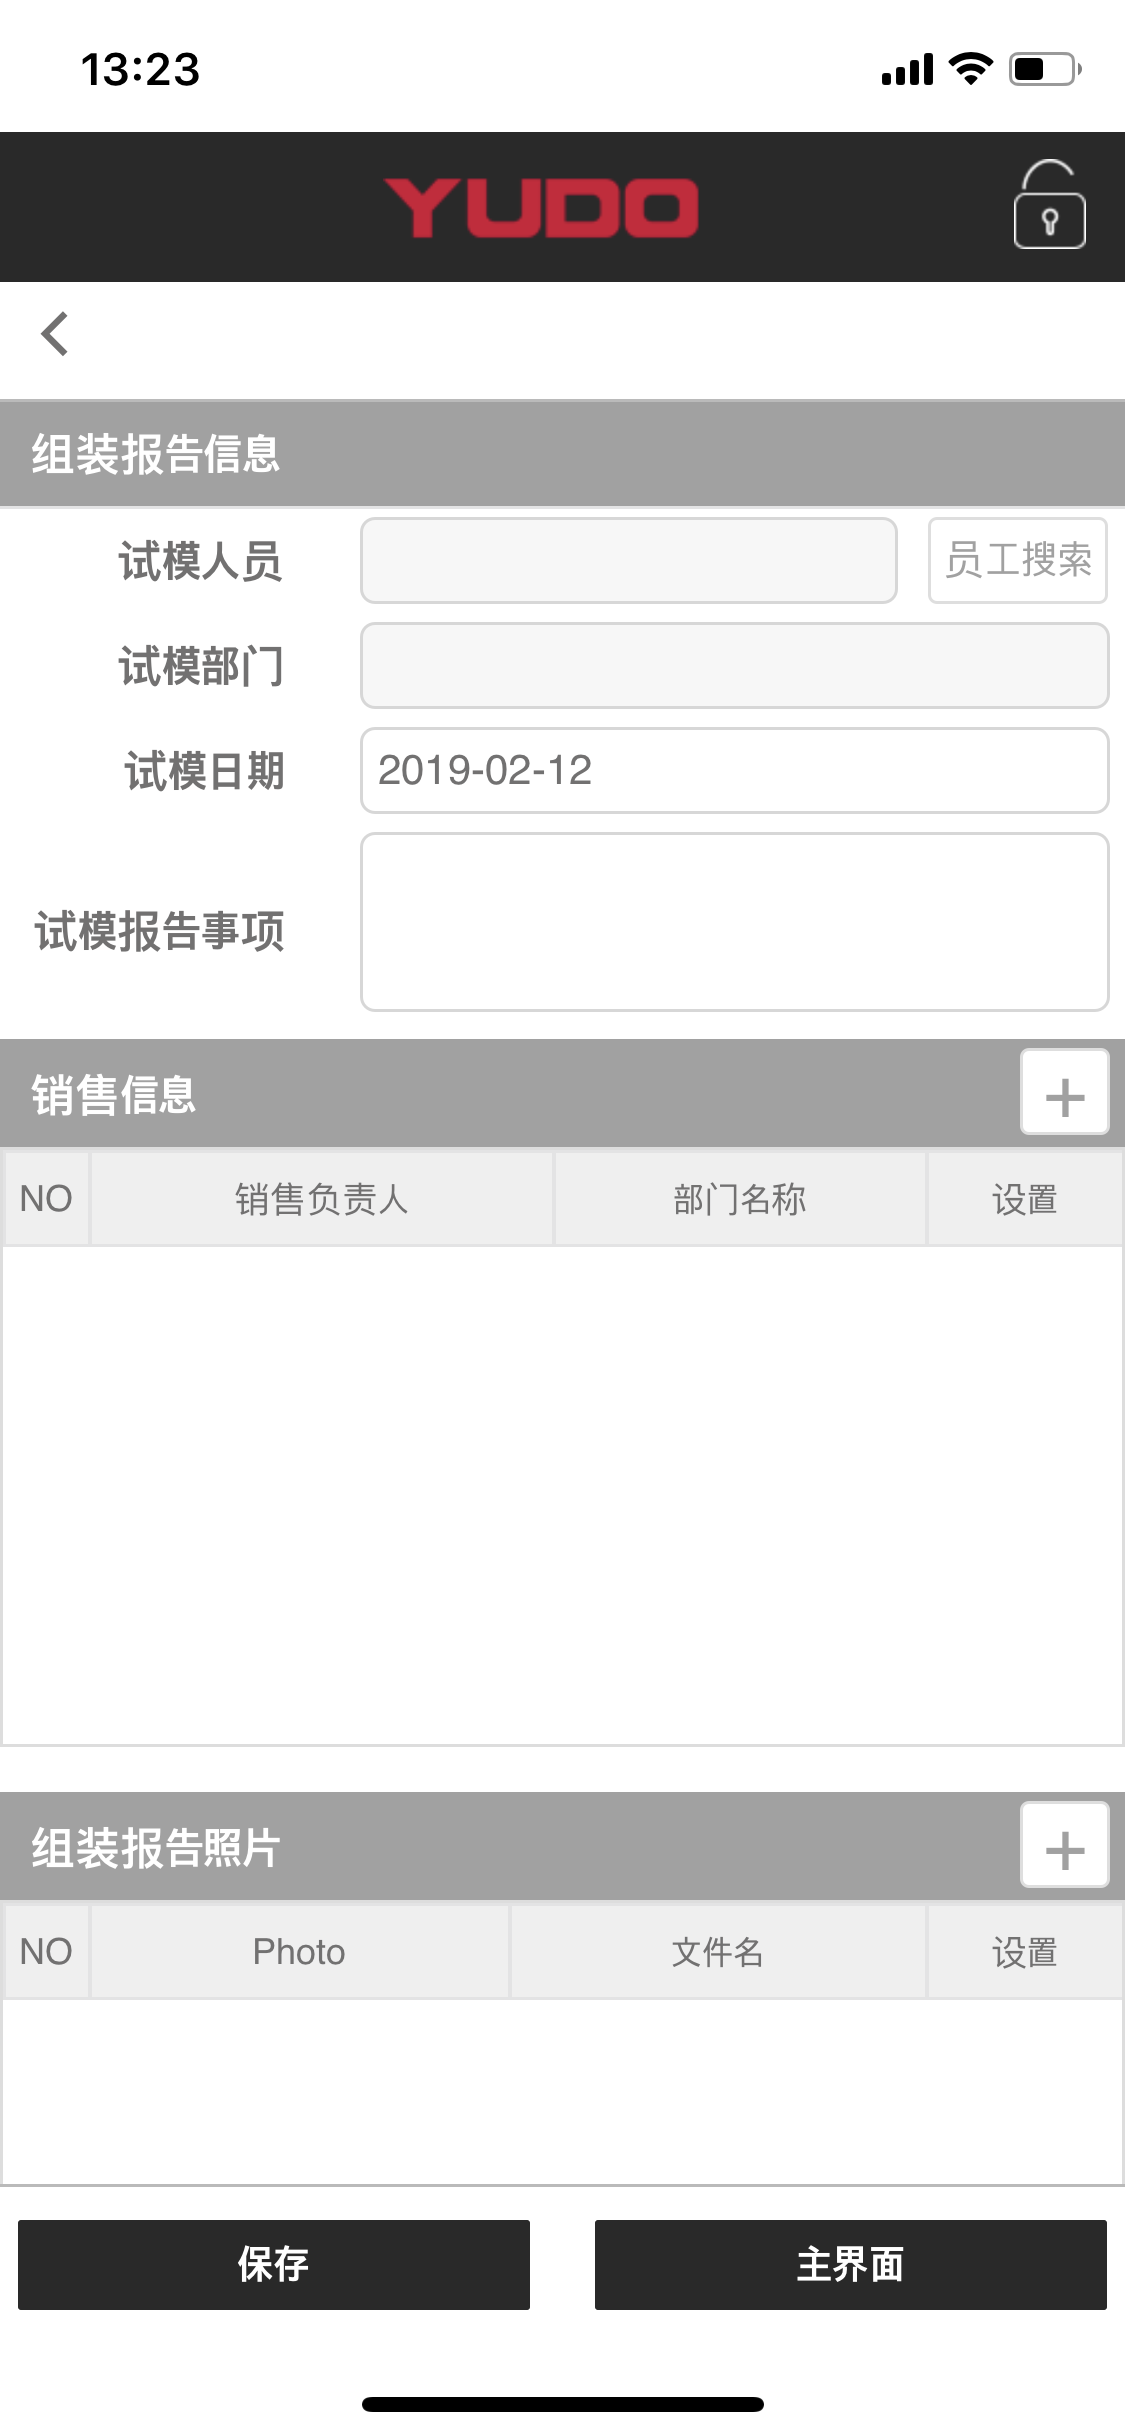 13:23
YUDO
组装报告信息
试模人员 员工搜索
试模部门
试模日期 2019-02-12
试模报告事项
销售信息 +
NO 销售负责人 部门名称 设置
组装报告照片 +
NO Photo 文件名 设置
保存 主界面